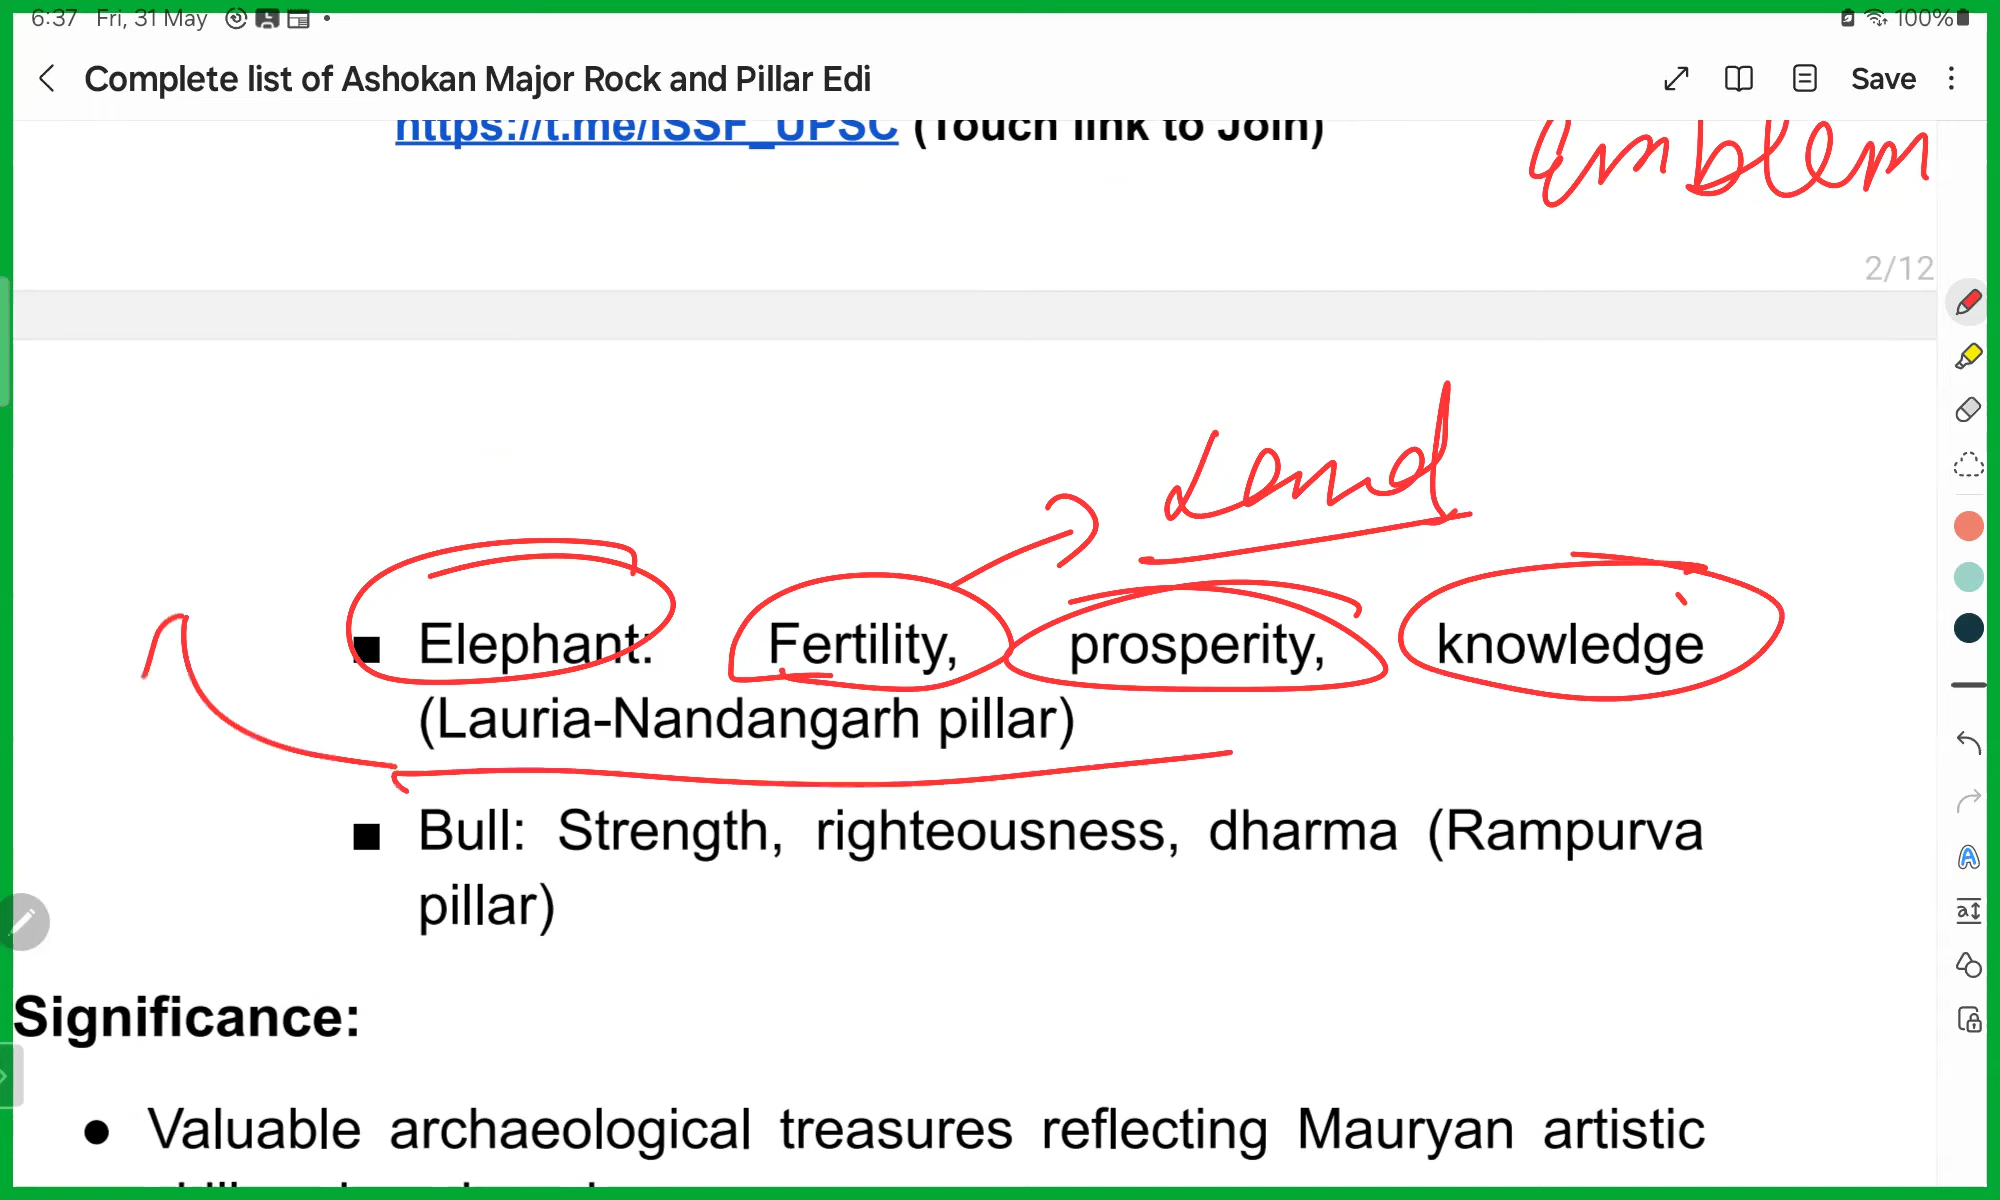 6:37 Fri, 31 May
100%
Complete list of Ashokan Major Rock and Pillar Edi
Save
https://t.me/ISSF_UPSC (Touch link to Join)
Emblem
2/12
Land
■ Elephant: Fertility, prosperity, knowledge
(Lauria-Nandangarh pillar)
■ Bull: Strength, righteousness, dharma (Rampurva
pillar)
Significance:
● Valuable archaeological treasures reflecting Mauryan artistic